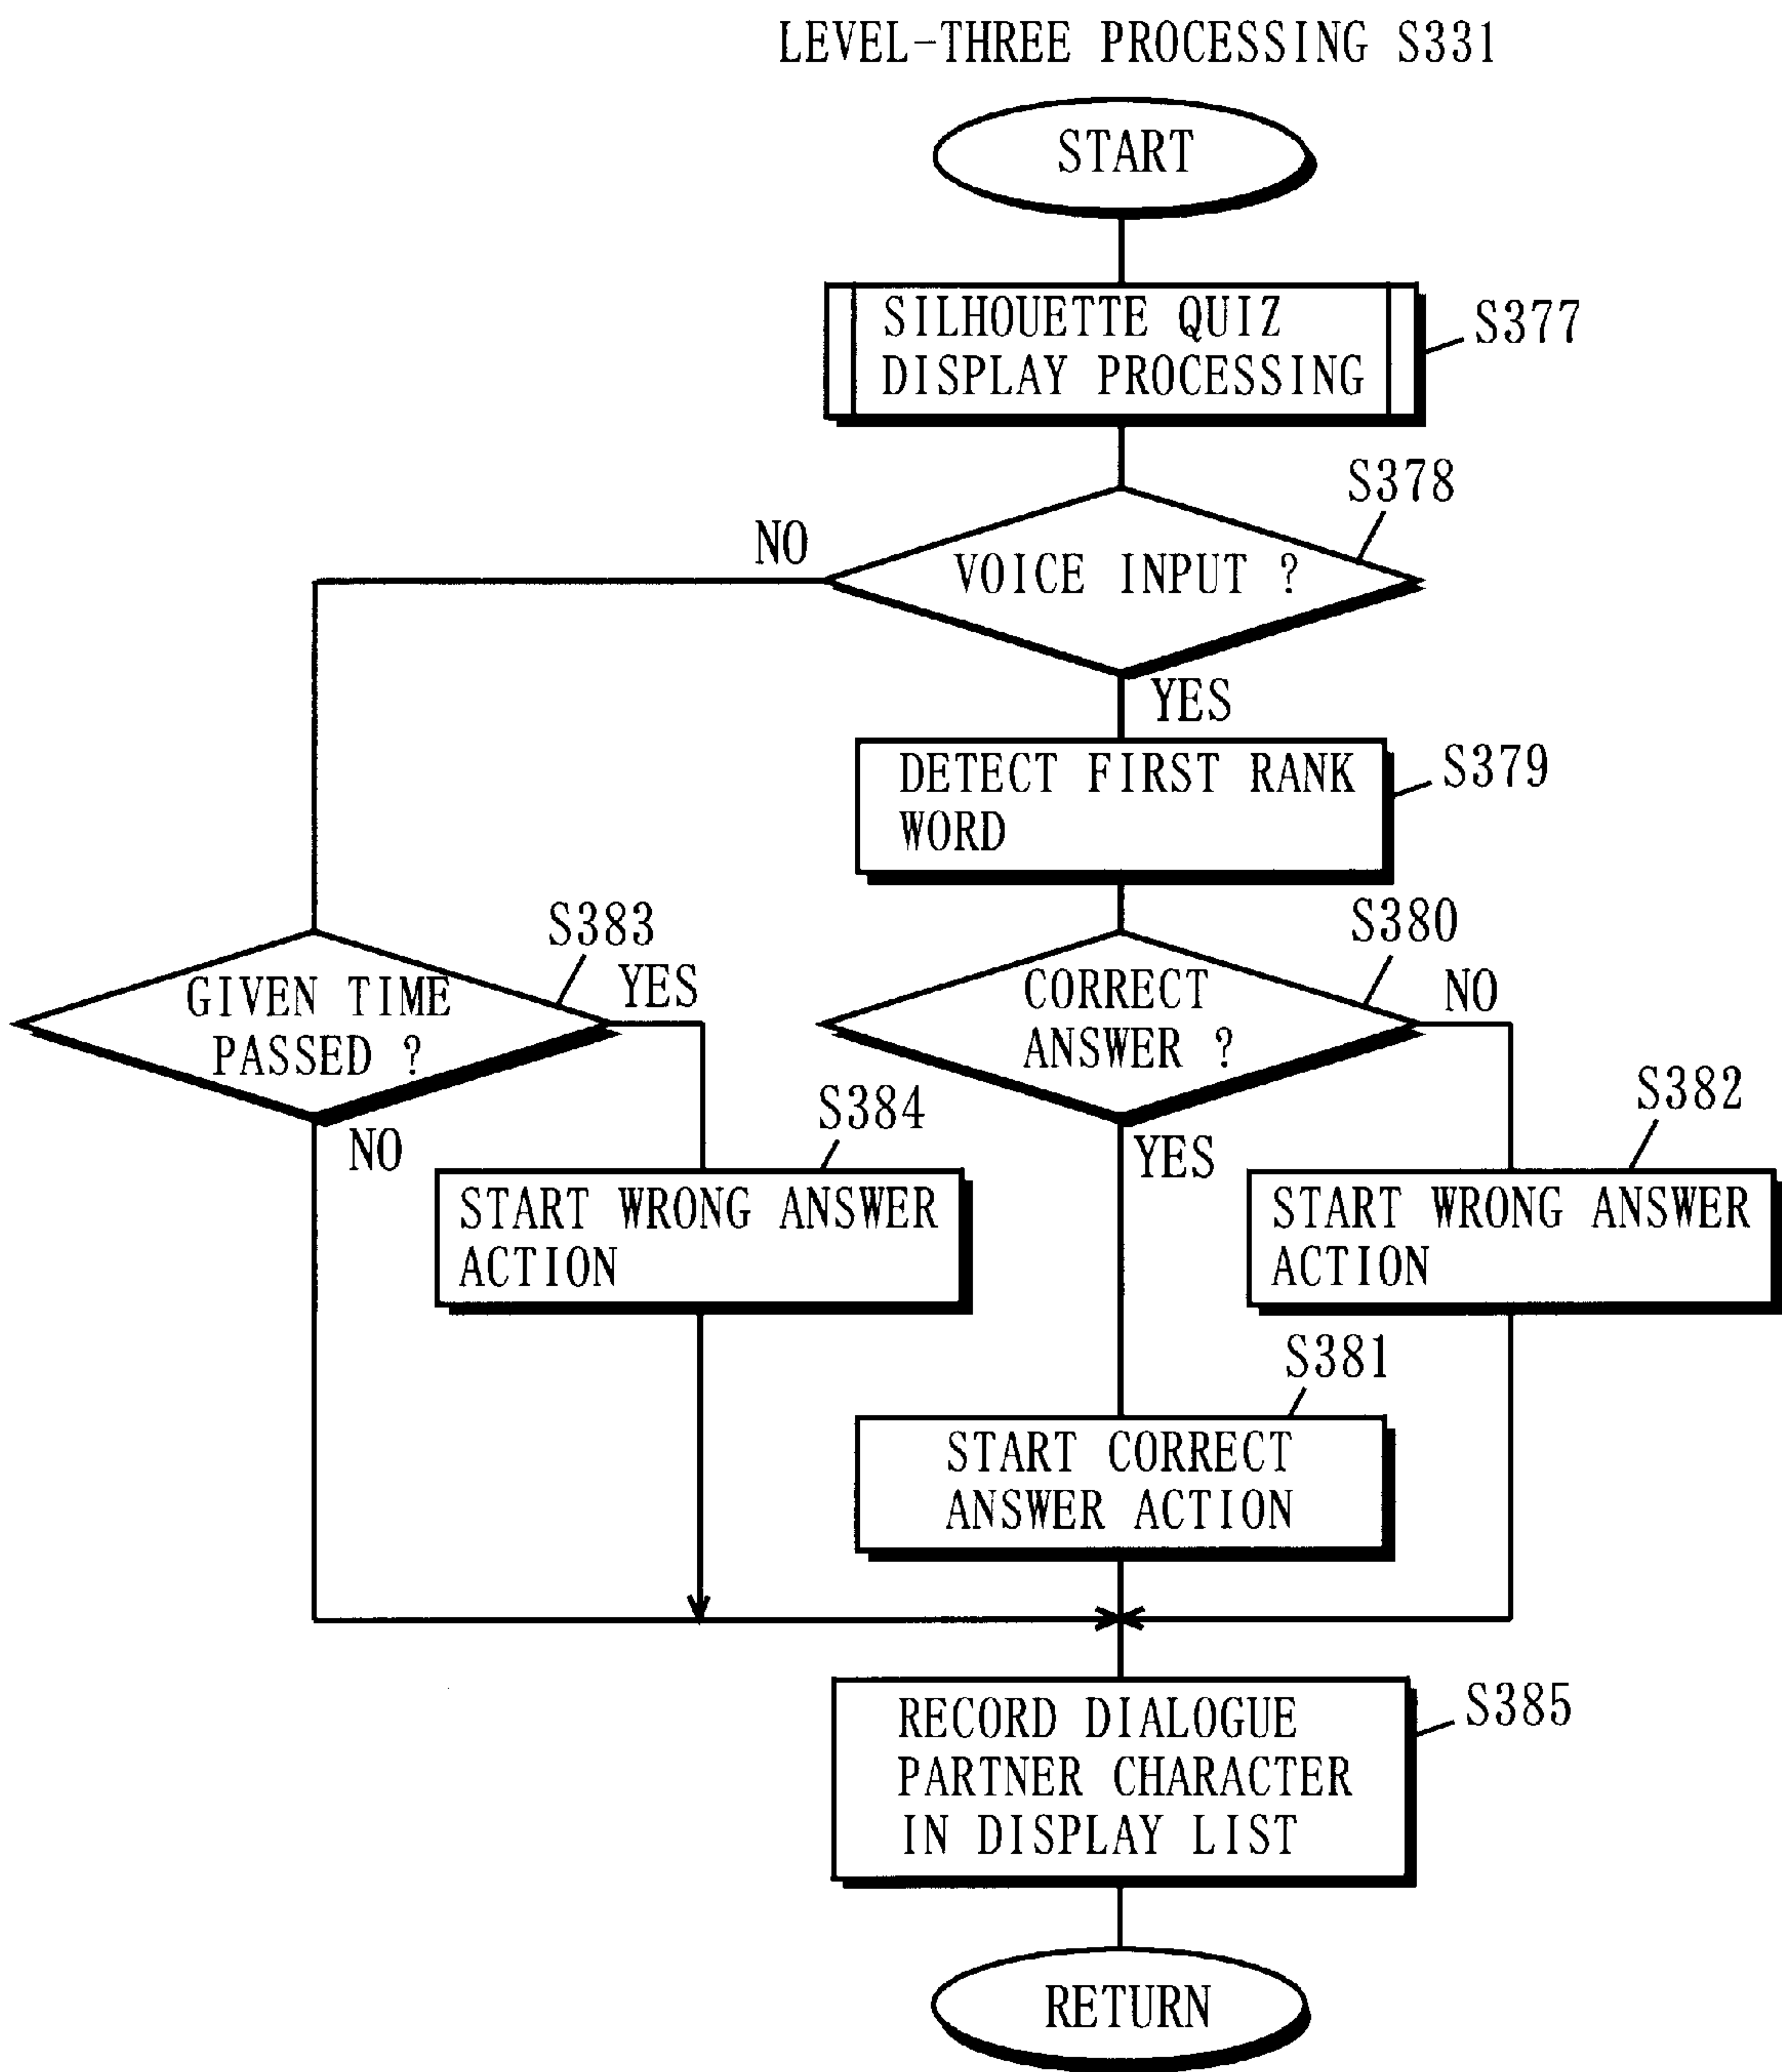 LEVEL-THREE PROCESSING S331
START
SILHOUETTE QUIZ
DISPLAY PROCESSING
S377
S378
NO
VOICE INPUT ?
YES
DETECT FIRST RANK
WORD
S379
S383
GIVEN TIME
PASSED ?
YES
NO
S380
CORRECT
ANSWER ?
NO
YES
S384
START WRONG ANSWER
ACTION
S382
START WRONG ANSWER
ACTION
S381
START CORRECT
ANSWER ACTION
RECORD DIALOGUE
PARTNER CHARACTER
IN DISPLAY LIST
S385
RETURN